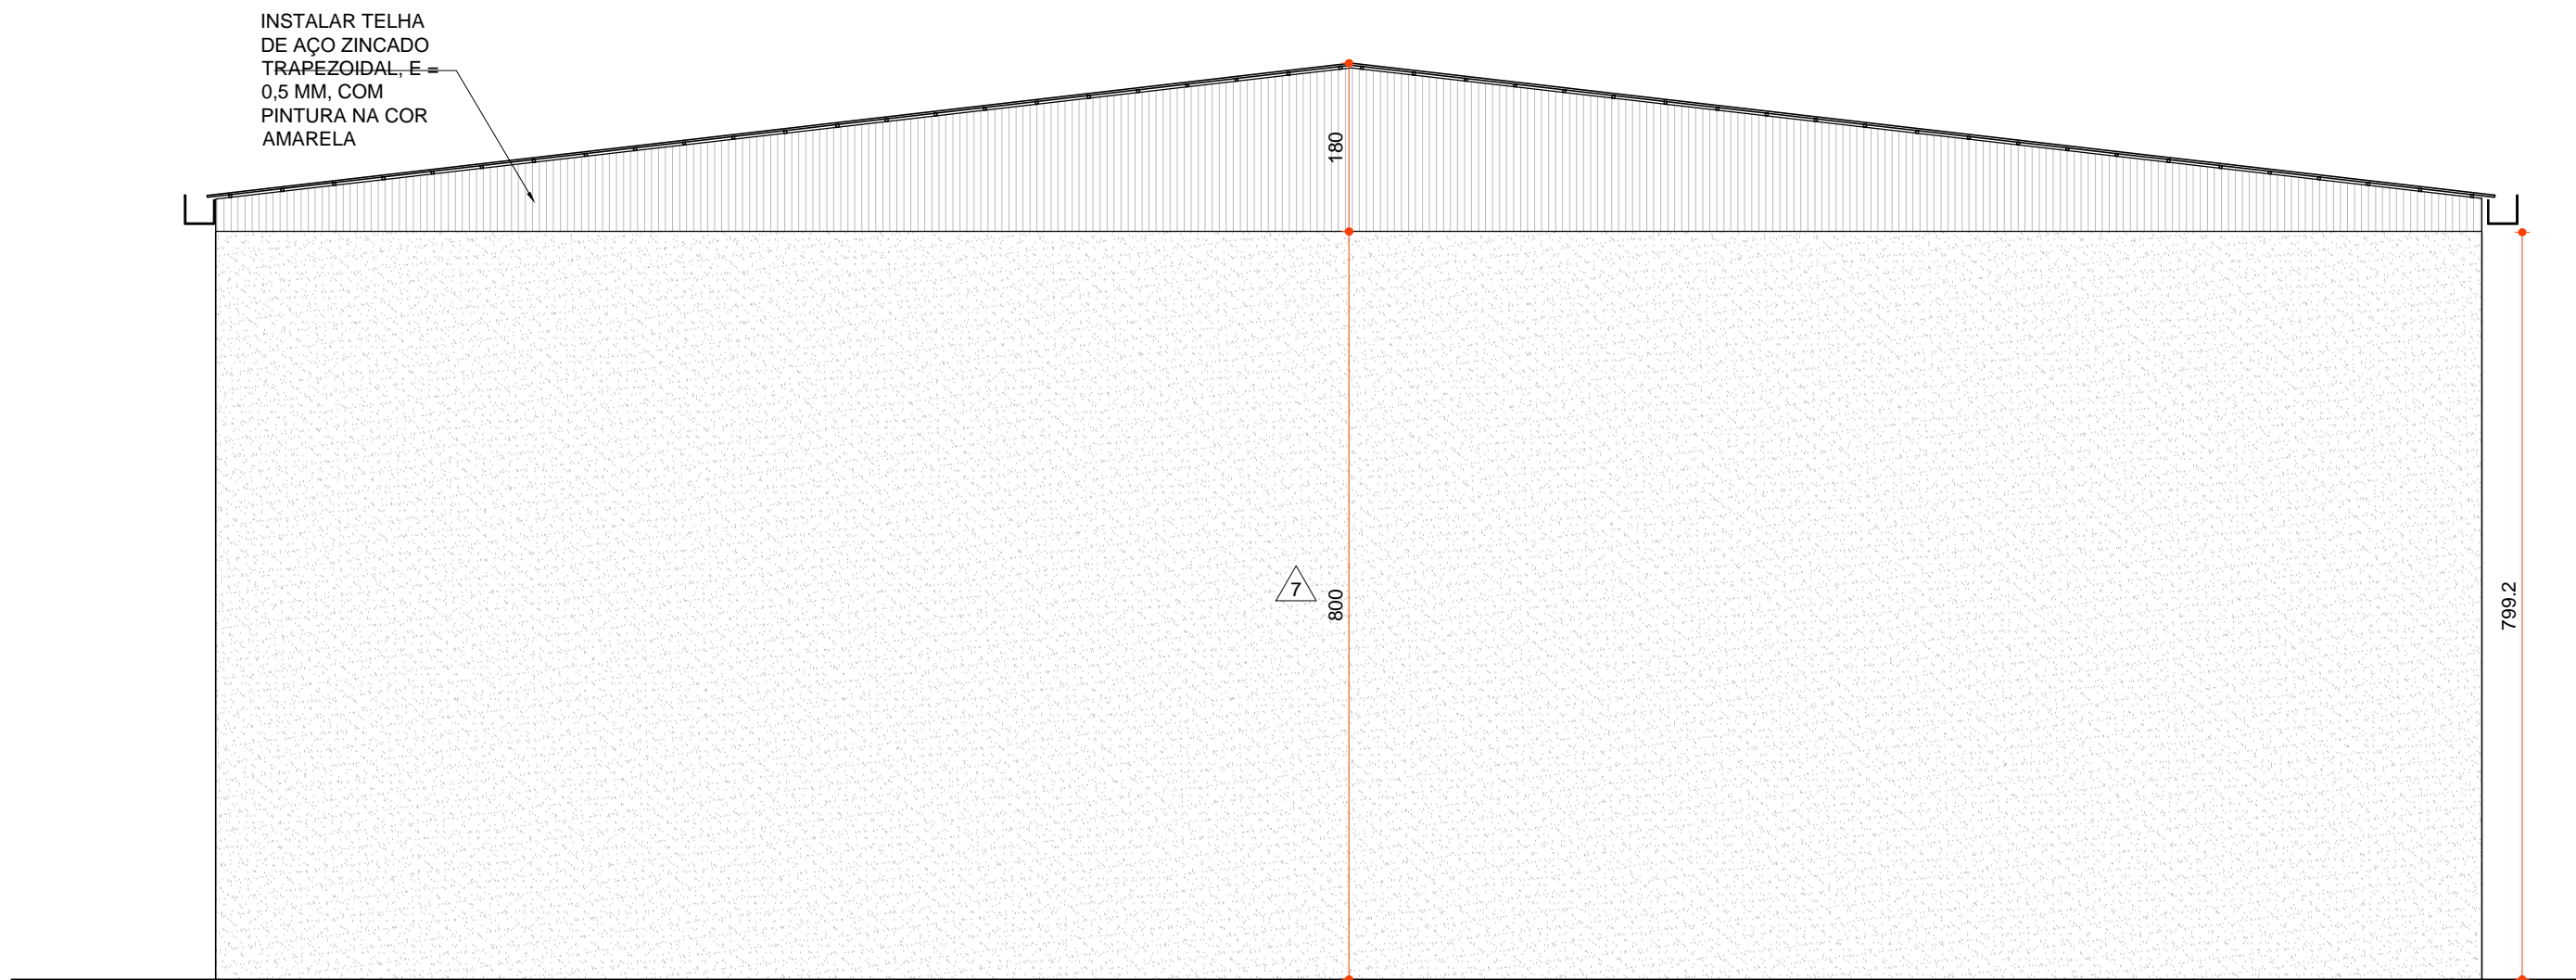 INSTALAR TELHA
DE AÇO ZINCADO
TRAPEZOIDAL, E =
0,5 MM, COM
PINTURA NA COR
AMARELA
180
7
800
799.2